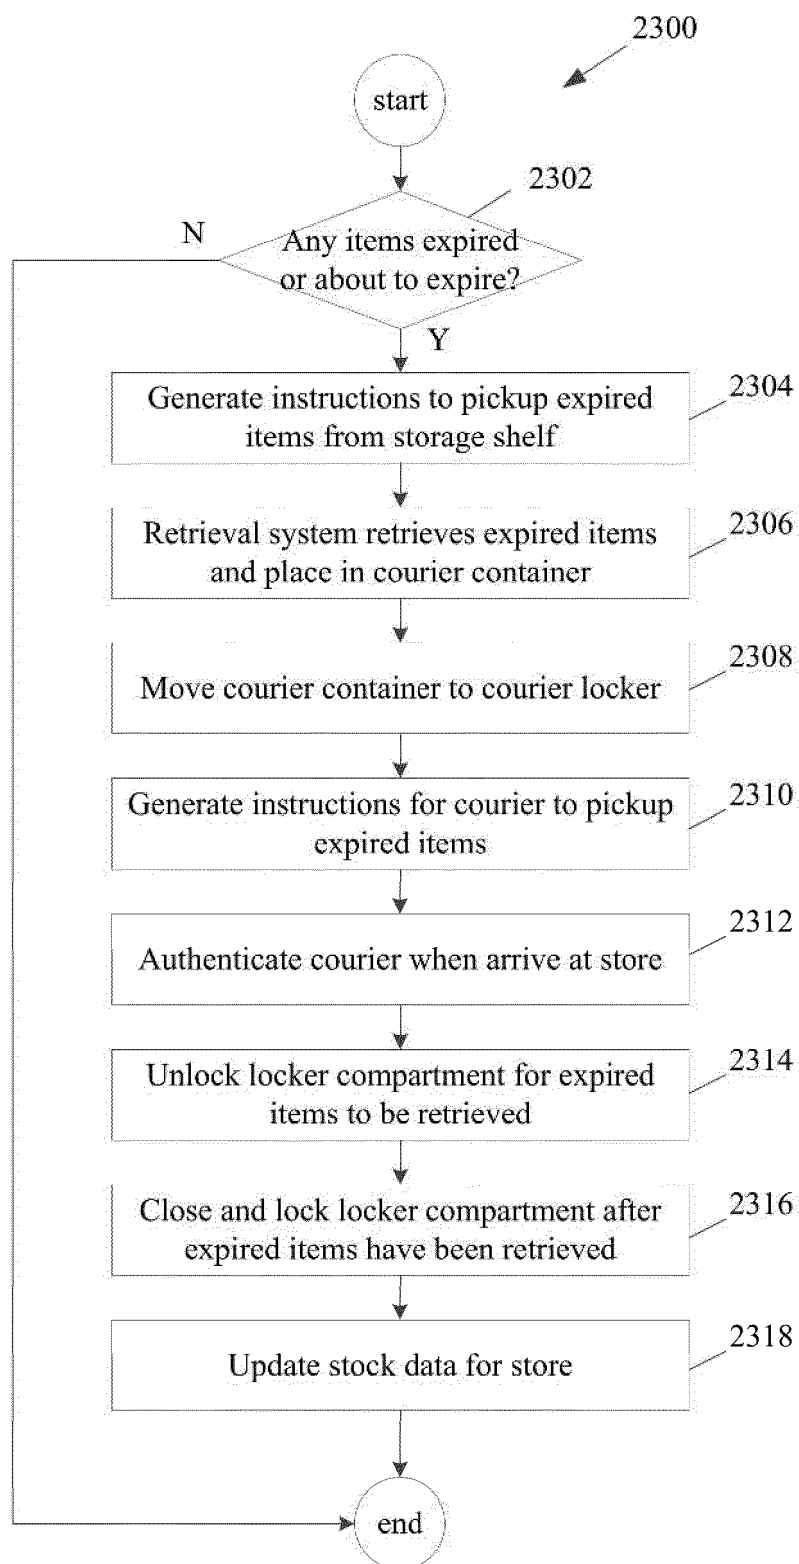 2300
start
2302
N
Any items expired
or about to expire?
Y
2304
Generate instructions to pickup expired
items from storage shelf
2306
Retrieval system retrieves expired items
and place in courier container
2308
Move courier container to courier locker
2310
Generate instructions for courier to pickup
expired items
2312
Authenticate courier when arrive at store
2314
Unlock locker compartment for expired
items to be retrieved
2316
Close and lock locker compartment after
expired items have been retrieved
2318
Update stock data for store
end